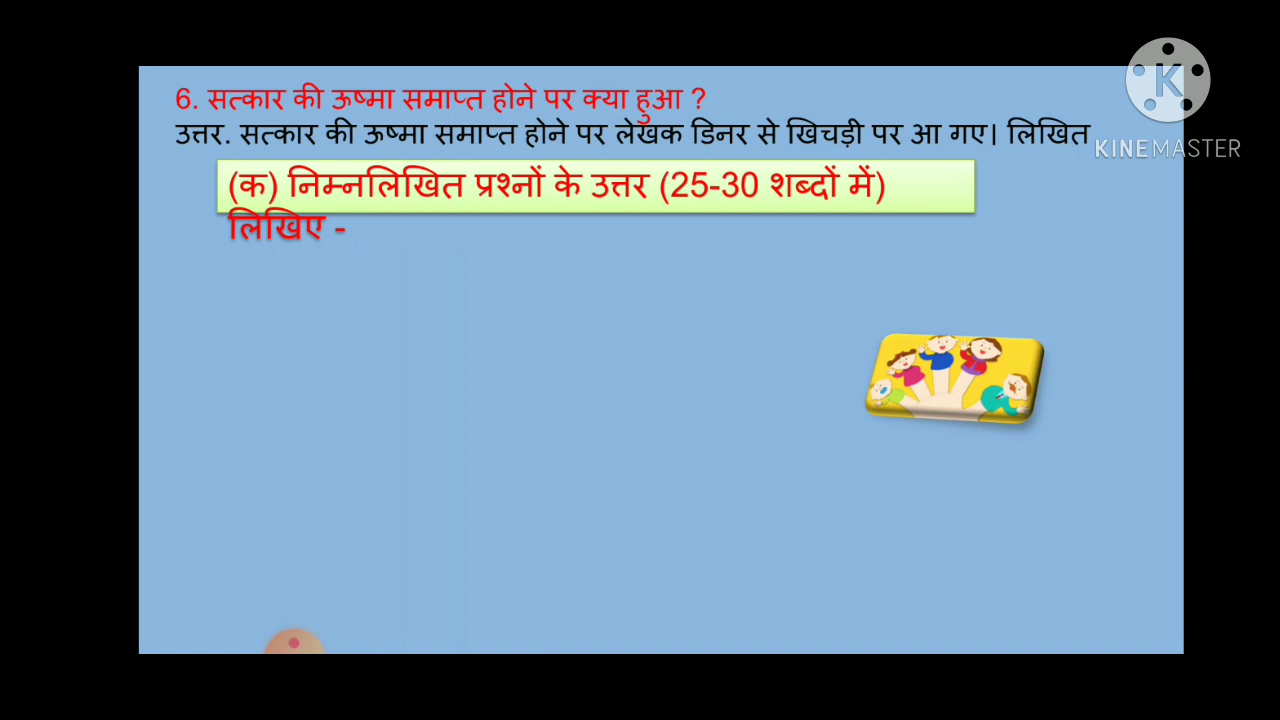 6. सत्कार की ऊष्मा समाप्त होने पर क्या हुआ ?
उत्तर. सत्कार की ऊष्मा समाप्त होने पर लेखक डिनर से खिचड़ी पर आ गए| लिखित
(क) निम्नलिखित प्रश्नों के उत्तर (25-30 शब्दों में)
लिखिए -
K
KINEMASTER